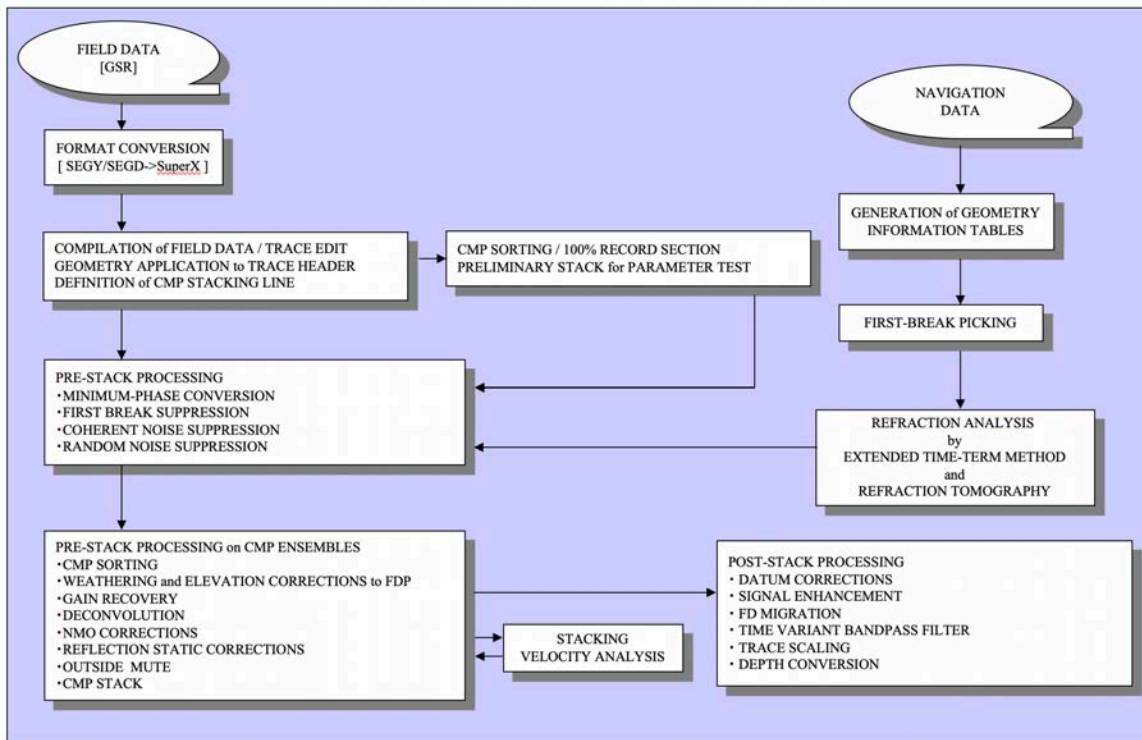 FIELD DATA
[GSR]
FORMAT CONVERSION
[ SEGY/SEGD->SuperX ]
COMPILATION of FIELD DATA / TRACE EDIT
GEOMETRY APPLICATION to TRACE HEADER
DEFINITION of CMP STACKING LINE
CMP SORTING / 100% RECORD SECTION
PRELIMINARY STACK for PARAMETER TEST
NAVIGATION
DATA
GENERATION of GEOMETRY
INFORMATION TABLES
FIRST-BREAK PICKING
REFRACTION ANALYSIS
by
EXTENDED TIME-TERM METHOD
and
REFRACTION TOMOGRAPHY
PRE-STACK PROCESSING
・MINIMUM-PHASE CONVERSION
・FIRST BREAK SUPPRESSION
・COHERENT NOISE SUPPRESSION
・RANDOM NOISE SUPPRESSION
PRE-STACK PROCESSING on CMP ENSEMBLES
・CMP SORTING
・WEATHERING and ELEVATION CORRECTIONS to FDP
・GAIN RECOVERY
・DECONVOLUTION
・NMO CORRECTIONS
・REFLECTION STATIC CORRECTIONS
・OUTSIDE MUTE
・CMP STACK
STACKING
VELOCITY ANALYSIS
POST-STACK PROCESSING
・DATUM CORRECTIONS
・SIGNAL ENHANCEMENT
・FD MIGRATION
・TIME VARIANT BANDPASS FILTER
・TRACE SCALING
・DEPTH CONVERSION